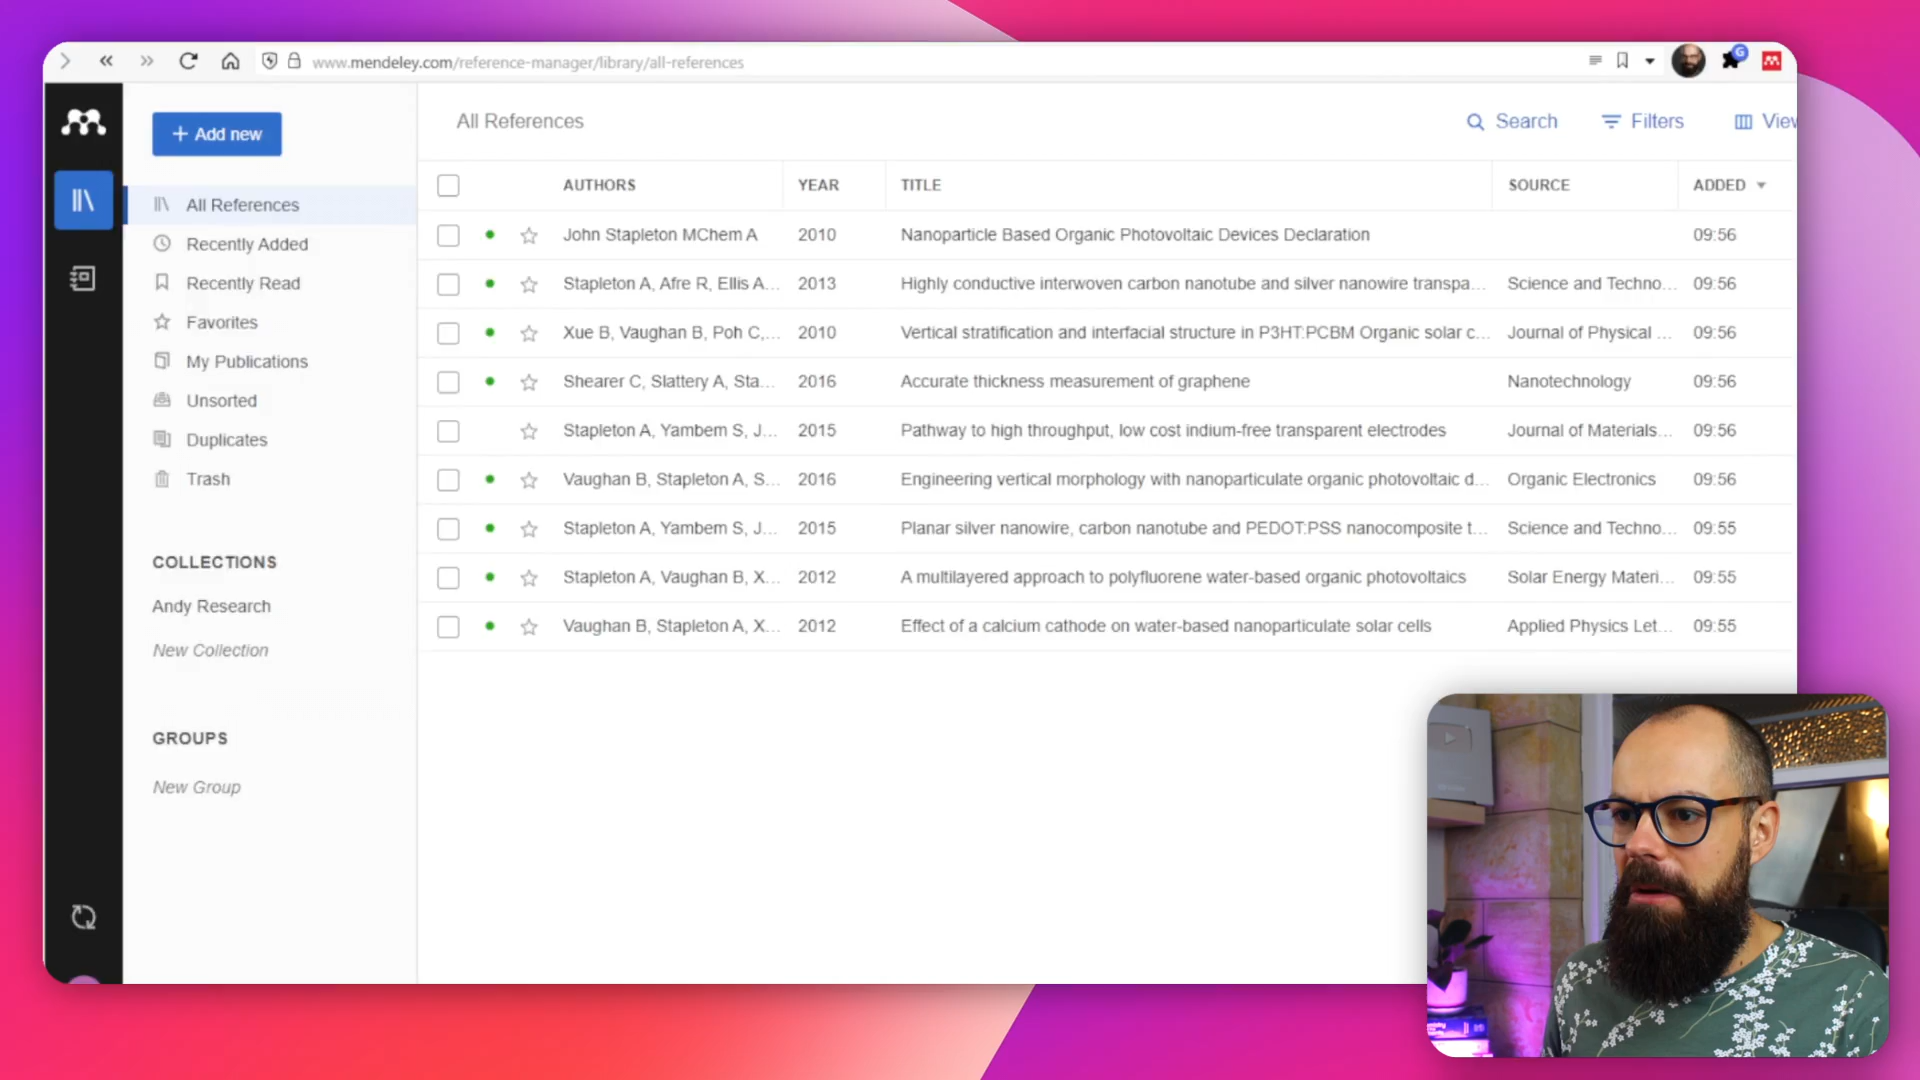 www.mendeley.com/reference-manager/library/all-references
G
+ Add new
All References
Search
Filters
View
AUTHORS YEAR TITLE SOURCE ADDED
All References
Recently Added
Recently Read
Favorites
My Publications
Unsorted
Duplicates
Trash
COLLECTIONS
Andy Research
New Collection
GROUPS
New Group
John Stapleton MChem A 2010 Nanoparticle Based Organic Photovoltaic Devices Declaration 09:56
Stapleton A, Afre R, Ellis A... 2013 Highly conductive interwoven carbon nanotube and silver nanowire transpa... Science and Techno... 09:56
Xue B, Vaughan B, Poh C,... 2010 Vertical stratification and interfacial structure in P3HT:PCBM Organic solar c... Journal of Physical ... 09:56
Shearer C, Slattery A, Sta... 2016 Accurate thickness measurement of graphene Nanotechnology 09:56
Stapleton A, Yambem S, J... 2015 Pathway to high throughput, low cost indium-free transparent electrodes Journal of Materials... 09:56
Vaughan B, Stapleton A, S... 2016 Engineering vertical morphology with nanoparticulate organic photovoltaic d... Organic Electronics 09:56
Stapleton A, Yambem S, J... 2015 Planar silver nanowire, carbon nanotube and PEDOT:PSS nanocomposite t... Science and Techno... 09:55
Stapleton A, Vaughan B, X... 2012 A multilayered approach to polyfluorene water-based organic photovoltaics Solar Energy Materi... 09:55
Vaughan B, Stapleton A, X... 2012 Effect of a calcium cathode on water-based nanoparticulate solar cells Applied Physics Let... 09:55